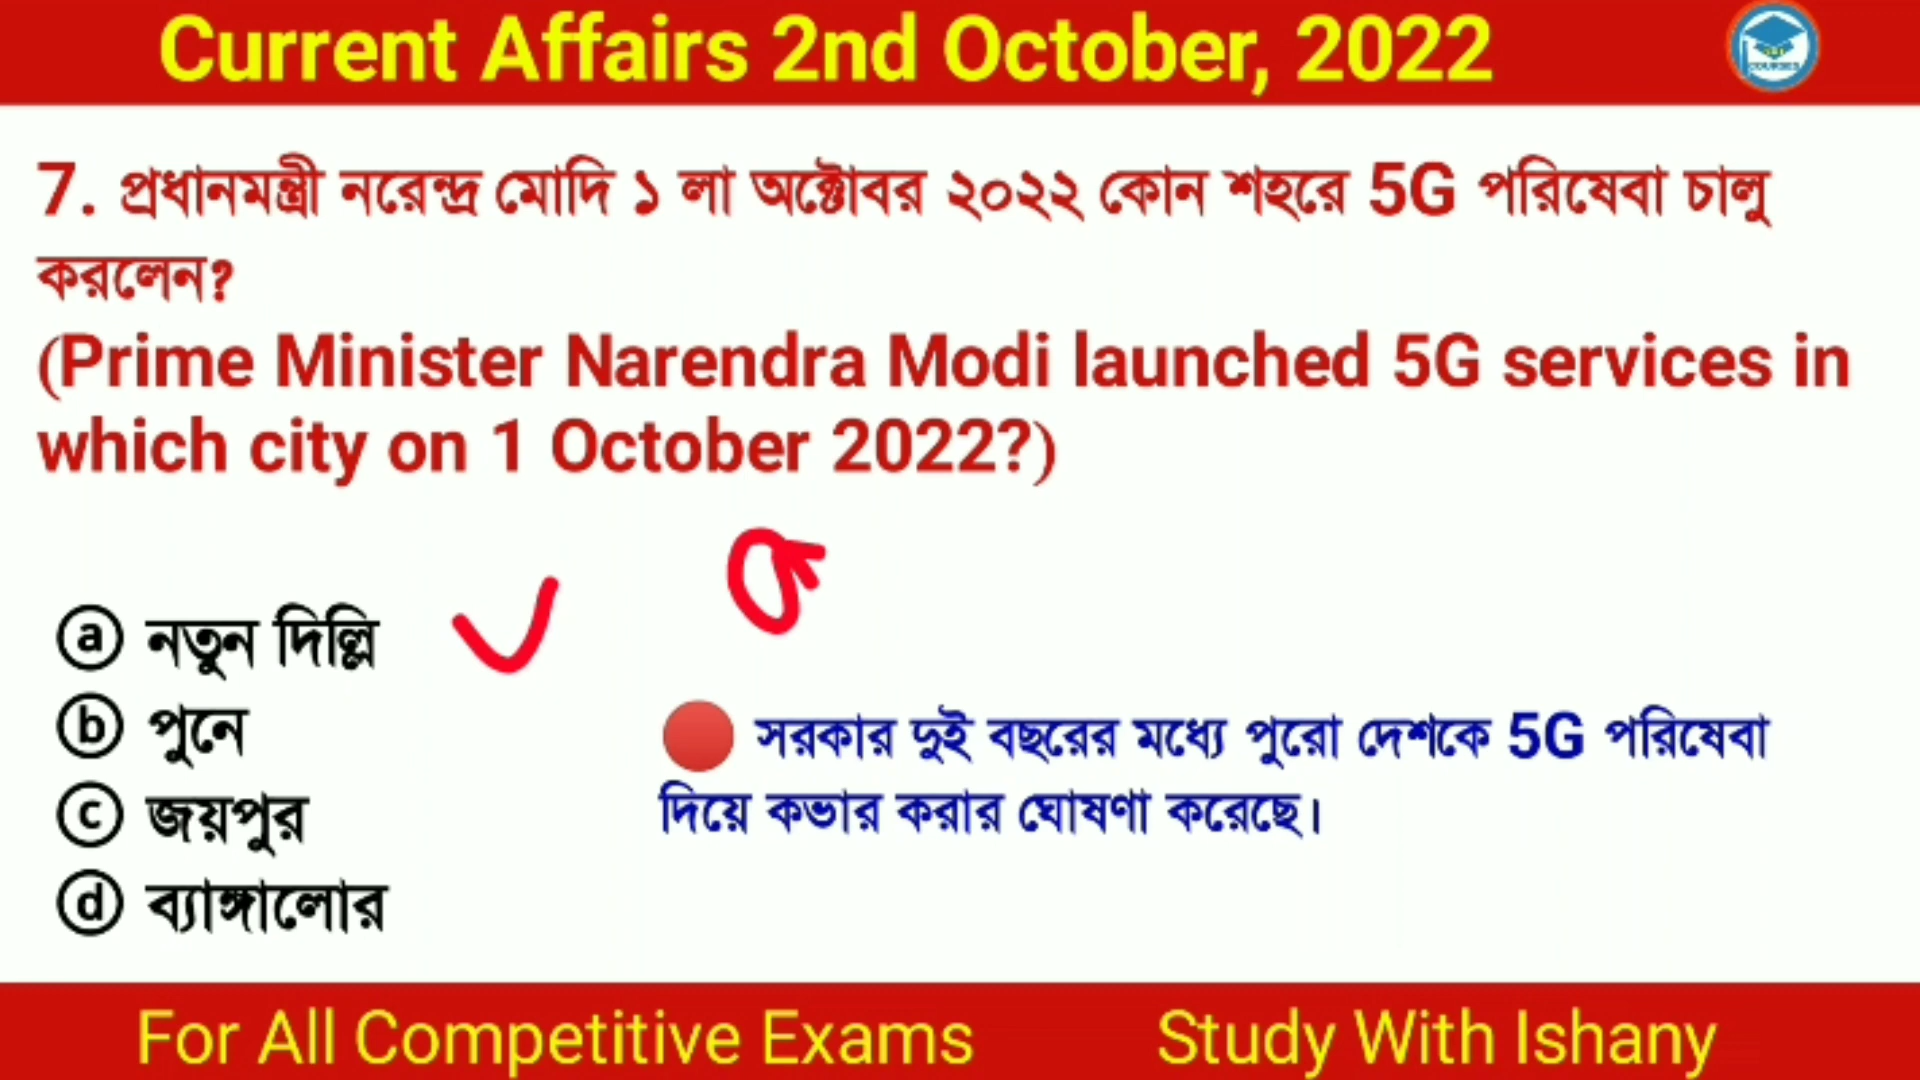 Current Affairs 2nd October, 2022
COURSES
7. প্রধানমন্ত্রী নরেন্দ্র মোদি ১ লা অক্টোবর ২০২২ কোন শহরে 5G পরিষেবা চালু
করলেন?
(Prime Minister Narendra Modi launched 5G services in
which city on 1 October 2022?)
ⓐ নতুন দিল্লি
ⓑ পুনে
ⓒ জয়পুর
ⓓ ব্যাঙ্গালোর
🔴 সরকার দুই বছরের মধ্যে পুরো দেশকে 5G পরিষেবা
দিয়ে কভার করার ঘোষণা করেছে।
For All Competitive Exams
Study With Ishany